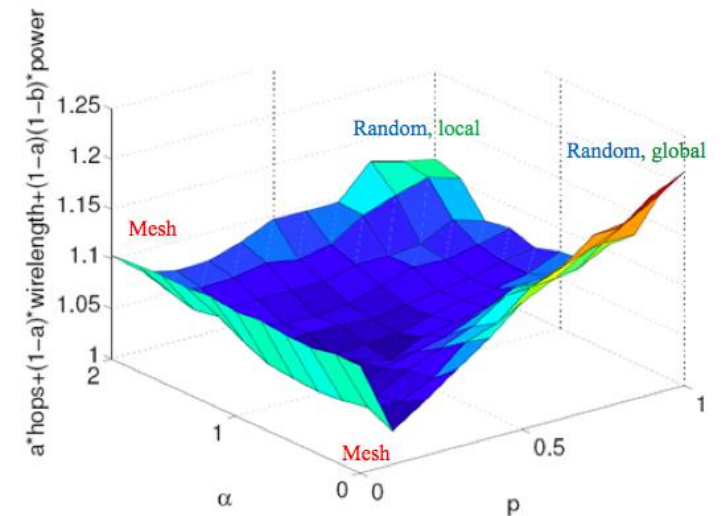 a*hops+(1−a)*wirelength+(1−a)(1−b)*power
1.25
1.2
1.15
1.1
1.05
1
2
1
0
α
0
0.5
1
p
Mesh
Random, local
Random, global
Mesh